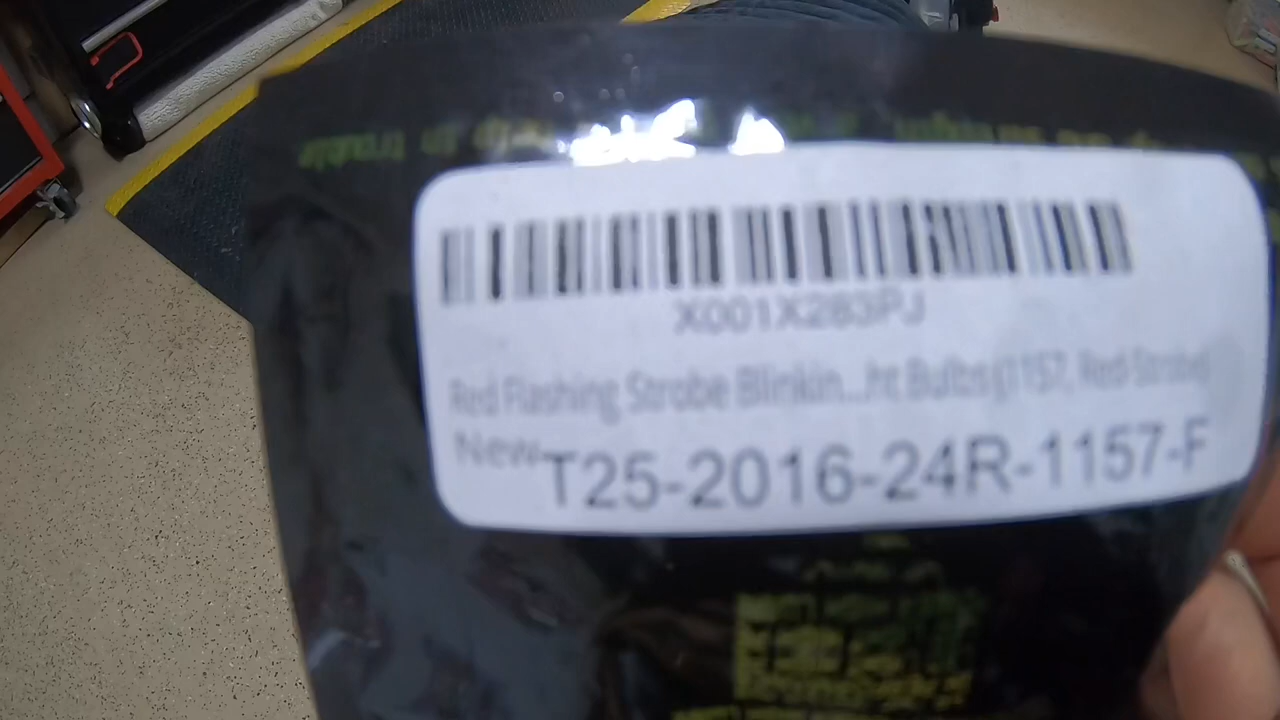 X001X283PJ
Red Flashing Strobe Blinkin...ht Bulbs(1157, Red Strobe)
New
T25-2016-24R-1157-F